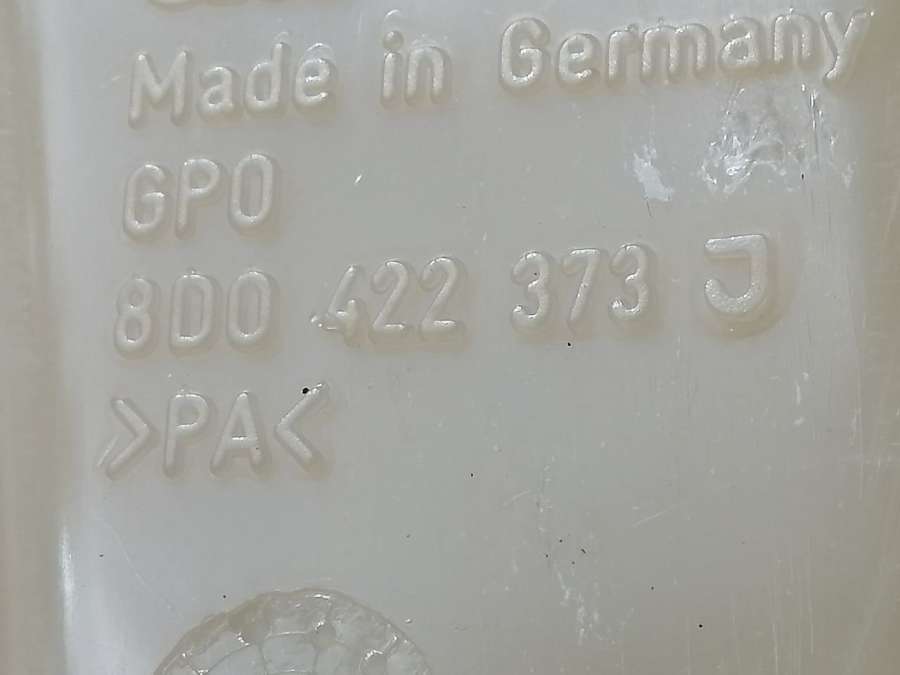 Made in Germany
GPO
8D0 422 373 J
>PA<